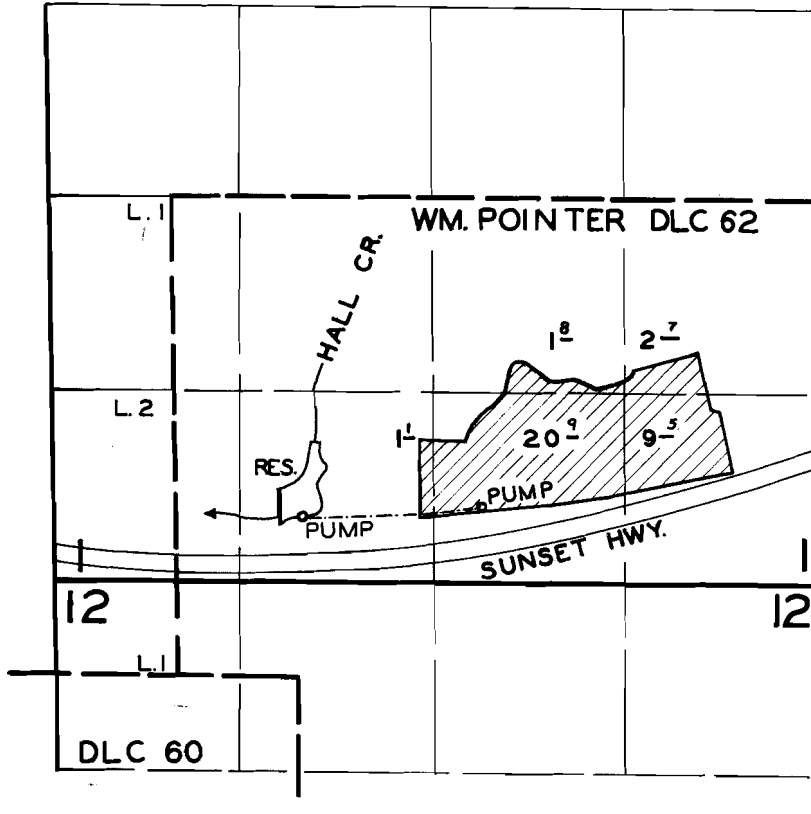 L.1
WM. POINTER DLC 62
HALL CR.
1 8
2 7
L.2
1 1
20 9
9 5
RES.
PUMP
PUMP
SUNSET HWY.
1
1
12
12
L.1
DLC 60